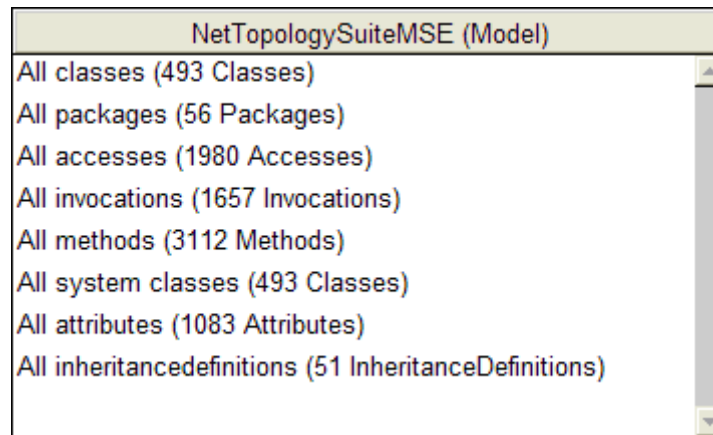 NetTopologySuiteMSE (Model)
All classes (493 Classes)
All packages (56 Packages)
All accesses (1980 Accesses)
All invocations (1657 Invocations)
All methods (3112 Methods)
All system classes (493 Classes)
All attributes (1083 Attributes)
All inheritancedefinitions (51 InheritanceDefinitions)